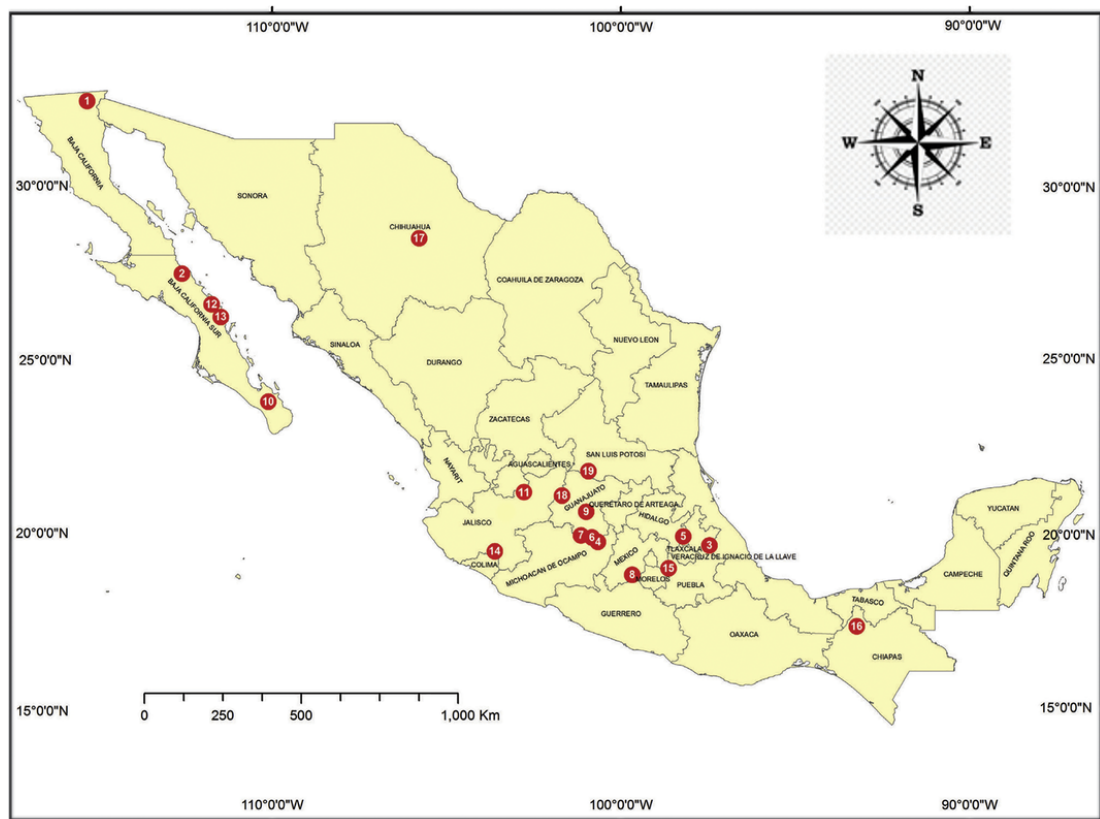 110°0'0"W 100°0'0"W 90°0'0"W
N
W E
S
1
BAJA CALIFORNIA
30°0'0"N 30°0'0"N
SONORA
CHIHUAHUA
17
2
COAHUILA DE ZARAGOZA
BAJA CALIFORNIA SUR
12
13
SINALOA
NUEVO LEON
25°0'0"N 25°0'0"N
DURANGO
TAMAULIPAS
10
ZACATECAS
SAN LUIS POTOSI
NAYARIT
AGUASCALIENTES
19
11
18
GUANAJUATO
QUERETARO DE ARTEAGA
9
HIDALGO
YUCATAN
JALISCO
20°0'0"N 20°0'0"N
7
6
4
5
3
QUINTANA ROO
14
COLIMA
MICHOACAN DE OCAMPO
MEXICO
TLAXCALA
VERACRUZ DE IGNACIO DE LA LLAVE
15
8
MORELOS
PUEBLA
CAMPECHE
TABASCO
GUERRERO
16
OAXACA
CHIAPAS
15°0'0"N 15°0'0"N
0 250 500 1,000 Km
110°0'0"W 100°0'0"W 90°0'0"W